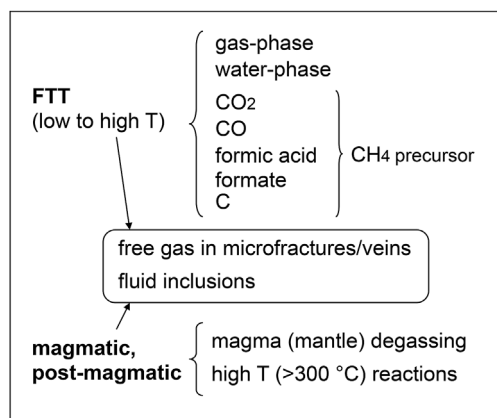 gas-phase
water-phase
FTT
(low to high T)
CO2
CO
formic acid
formate
C
CH4 precursor
free gas in microfractures/veins
fluid inclusions
magmatic,
post-magmatic
magma (mantle) degassing
high T (>300 °C) reactions